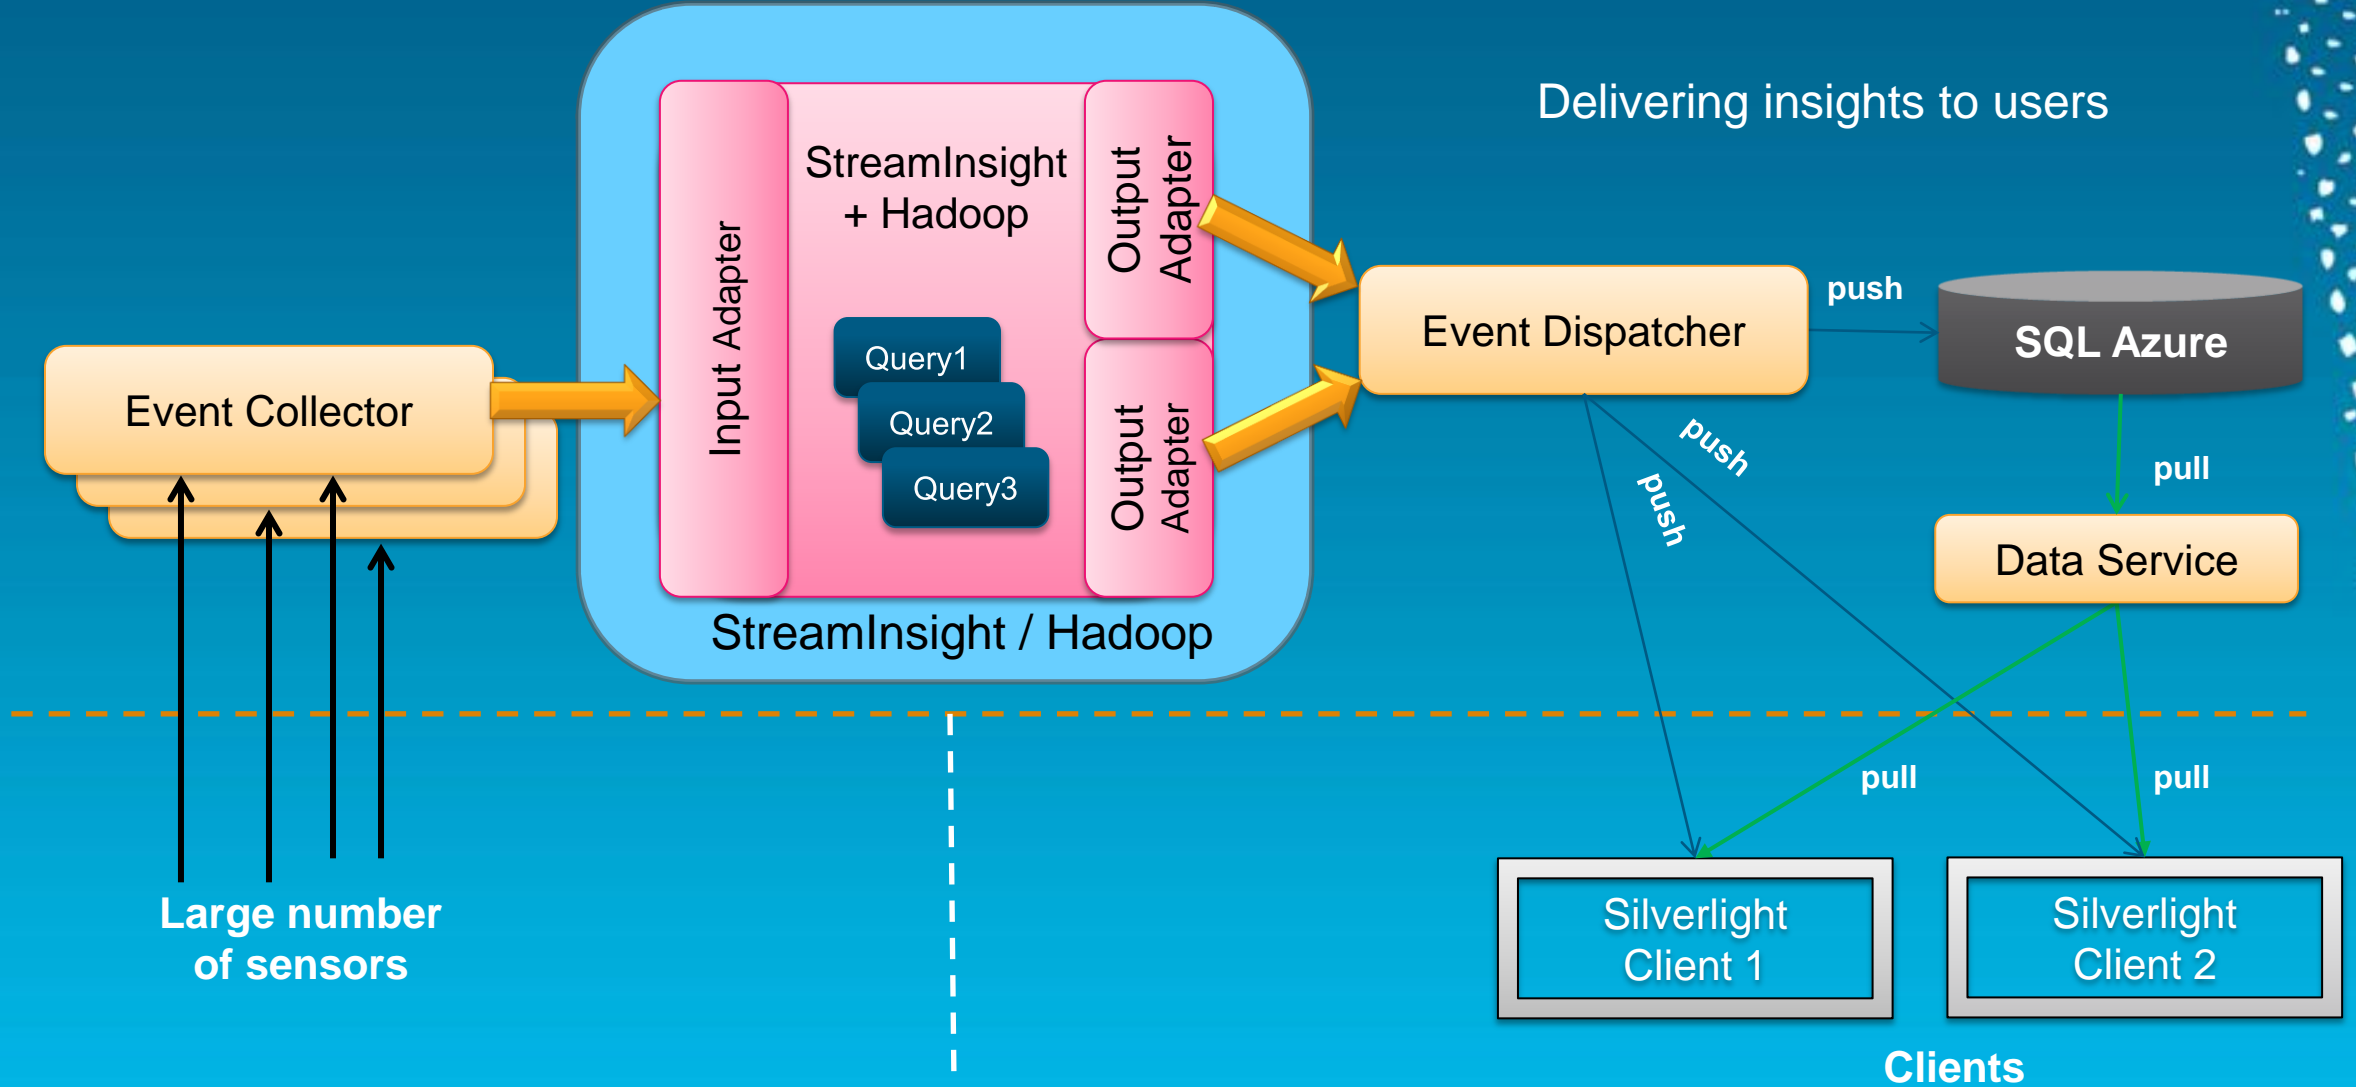 Delivering insights to users
StreamInsight
+ Hadoop
Input Adapter
Output
Adapter
Output
Adapter
Query1
Query2
Query3
StreamInsight / Hadoop
Event Collector
Event Dispatcher
push
SQL Azure
push
push
pull
Data Service
pull
pull
Large number
of sensors
Silverlight
Client 1
Silverlight
Client 2
Clients